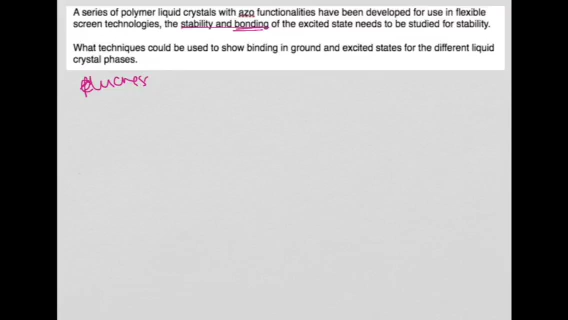 A series of polymer liquid crystals with azo functionalities have been developed for use in flexible
screen technologies, the stability and bonding of the excited state needs to be studied for stability.
What techniques could be used to show binding in ground and excited states for the different liquid
crystal phases.